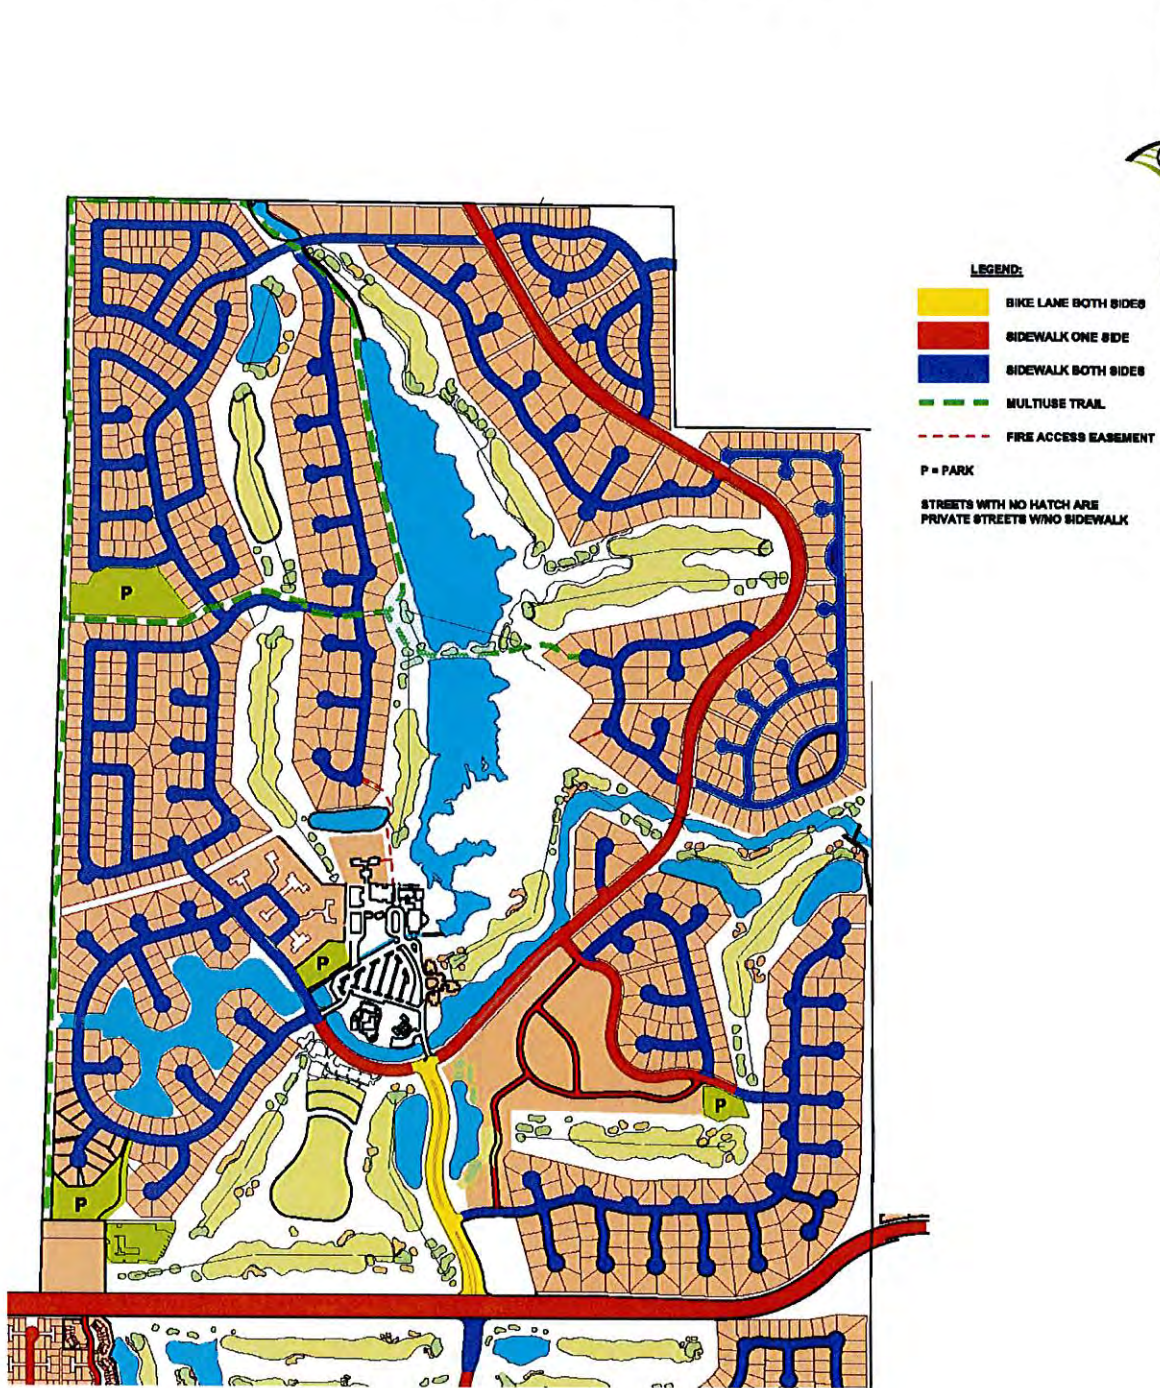 LEGEND:
BIKE LANE BOTH SIDES
SIDEWALK ONE SIDE
SIDEWALK BOTH SIDES
MULTIUSE TRAIL
FIRE ACCESS EASEMENT
P = PARK
STREETS WITH NO HATCH ARE
PRIVATE STREETS W/NO SIDEWALK
P
P
P
P